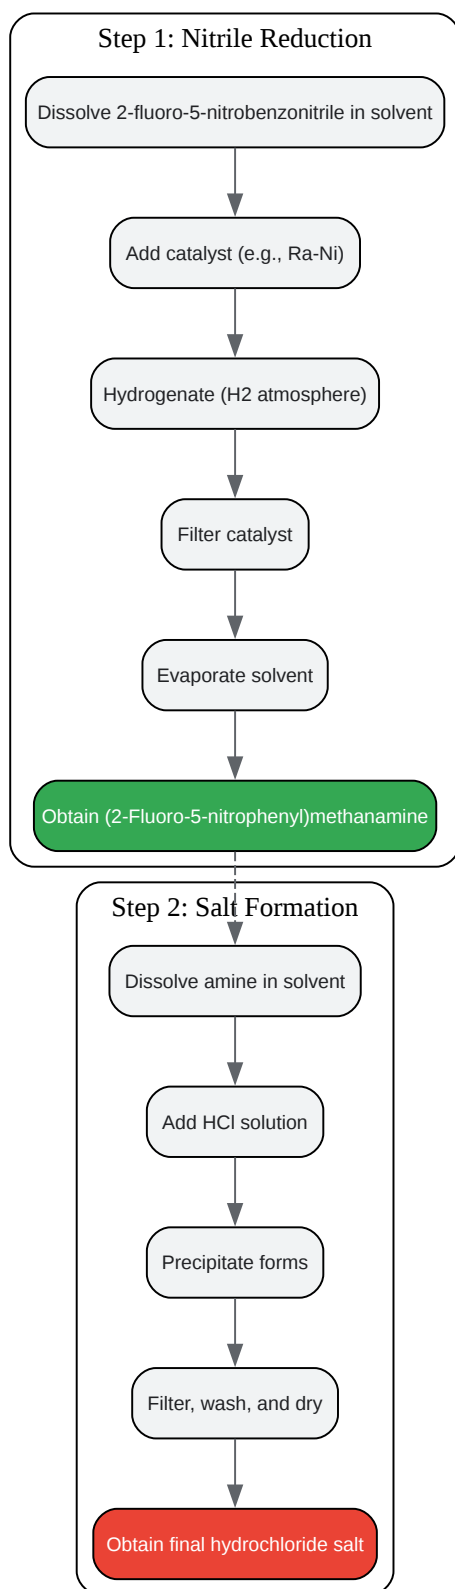 Step 1: Nitrile Reduction
Dissolve 2-fluoro-5-nitrobenzonitrile in solvent
Add catalyst (e.g., Ra-Ni)
Hydrogenate (H2 atmosphere)
Filter catalyst
Evaporate solvent
Obtain (2-Fluoro-5-nitrophenyl)methanamine
Step 2: Salt Formation
Dissolve amine in solvent
Add HCl solution
Precipitate forms
Filter, wash, and dry
Obtain final hydrochloride salt